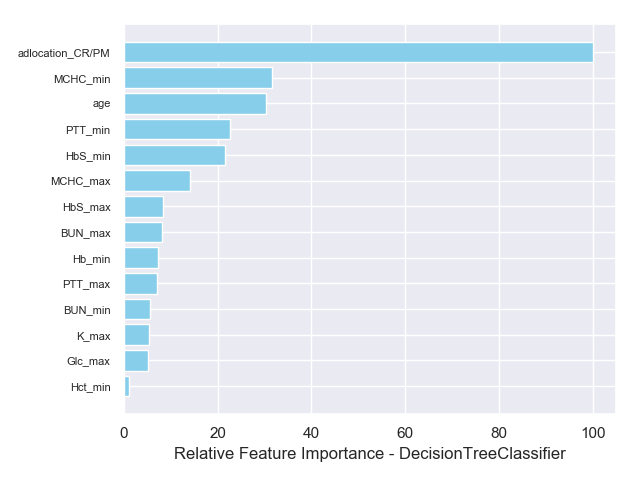 adlocation_CR/PM
MCHC_min
age
PTT_min
HbS_min
MCHC_max
HbS_max
BUN_max
Hb_min
PTT_max
BUN_min
K_max
Glc_max
Hct_min
0 20 40 60 80 100
Relative Feature Importance - DecisionTreeClassifier